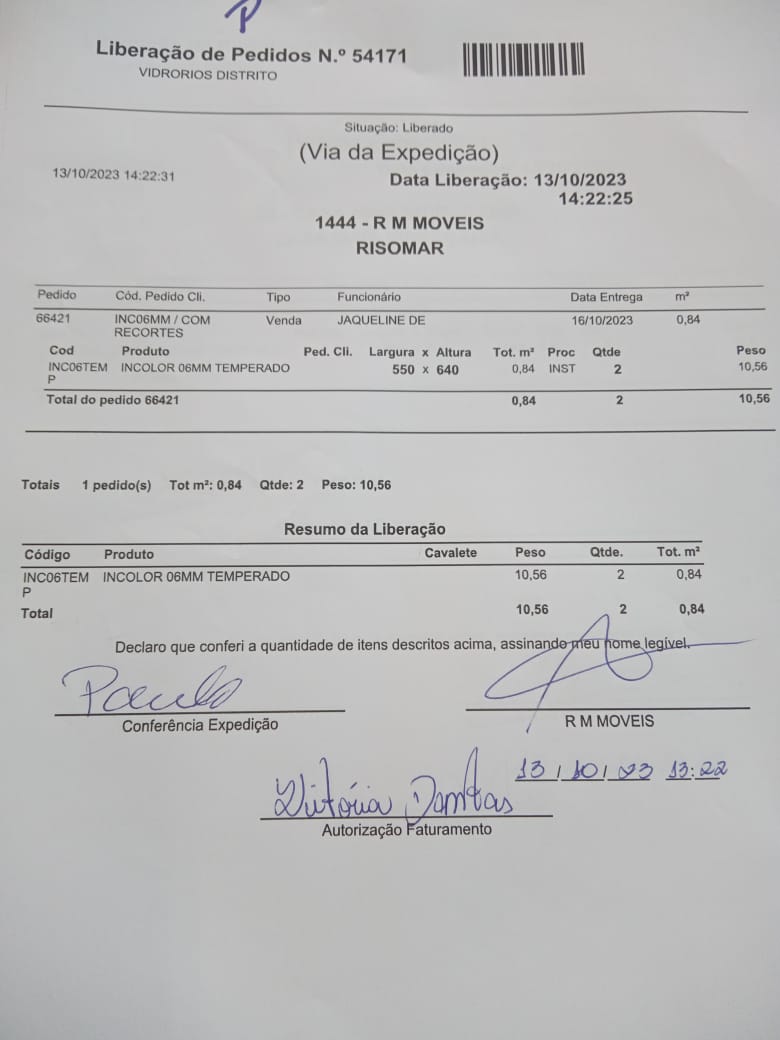 P
Liberação de Pedidos N.º 54171
VIDRORIOS DISTRITO
Situação: Liberado
(Via da Expedição)
13/10/2023 14:22:31
Data Liberação: 13/10/2023
14:22:25
1444 - R M MOVEIS
RISOMAR
Pedido Cód. Pedido Cli. Tipo Funcionário Data Entrega m²
66421 INC06MM / COM RECORTES Venda JAQUELINE DE 16/10/2023 0,84
Cod Produto Ped. Cli. Largura x Altura Tot. m² Proc Qtde Peso
INC06TEMP INCOLOR 06MM TEMPERADO 550 x 640 0,84 INST 2 10,56
Total do pedido 66421 0,84 2 10,56
Totais 1 pedido(s) Tot m²: 0,84 Qtde: 2 Peso: 10,56
Resumo da Liberação
Código Produto Cavalete Peso Qtde. Tot. m²
INC06TEMP INCOLOR 06MM TEMPERADO 10,56 2 0,84
Total 10,56 2 0,84
Declaro que conferi a quantidade de itens descritos acima, assinando meu nome legível.
Paulo
Conferência Expedição
R M MOVEIS
13/10/23 13:22
Vitória Dantas
Autorização Faturamento